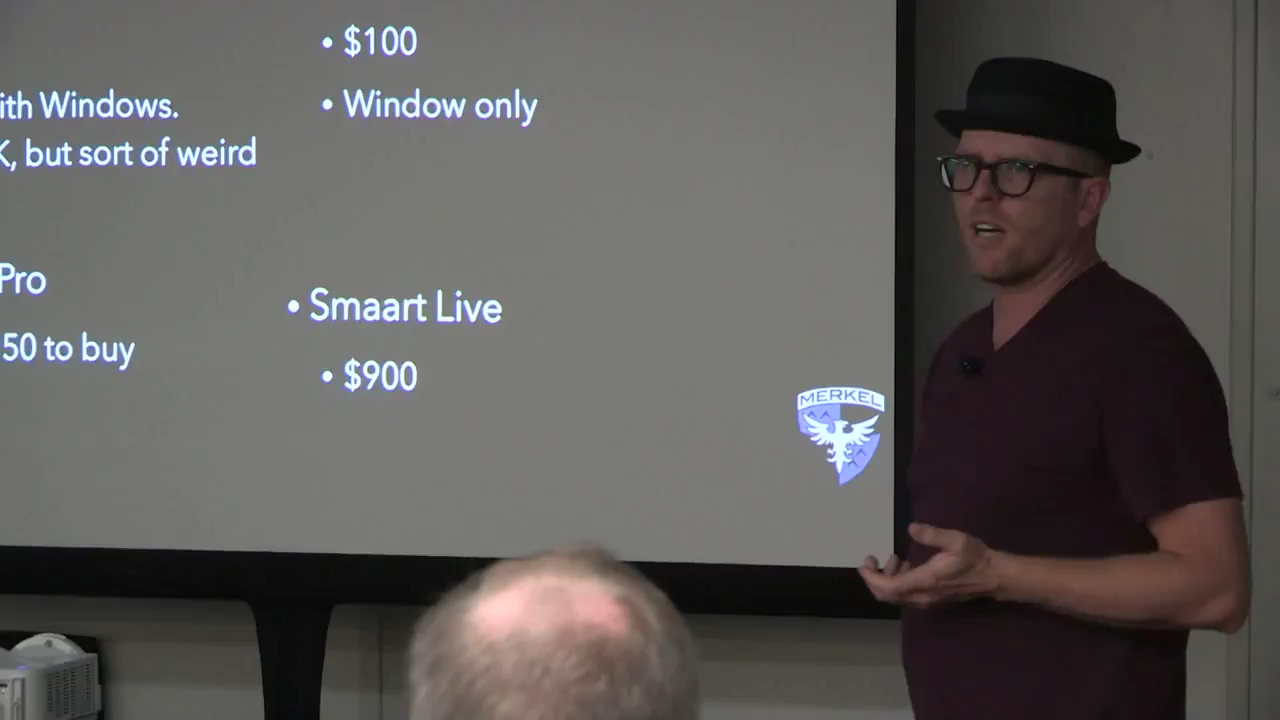 • $100
ith Windows.
• Window only
K, but sort of weird
Pro
• Smaart Live
50 to buy
• $900
MERKEL